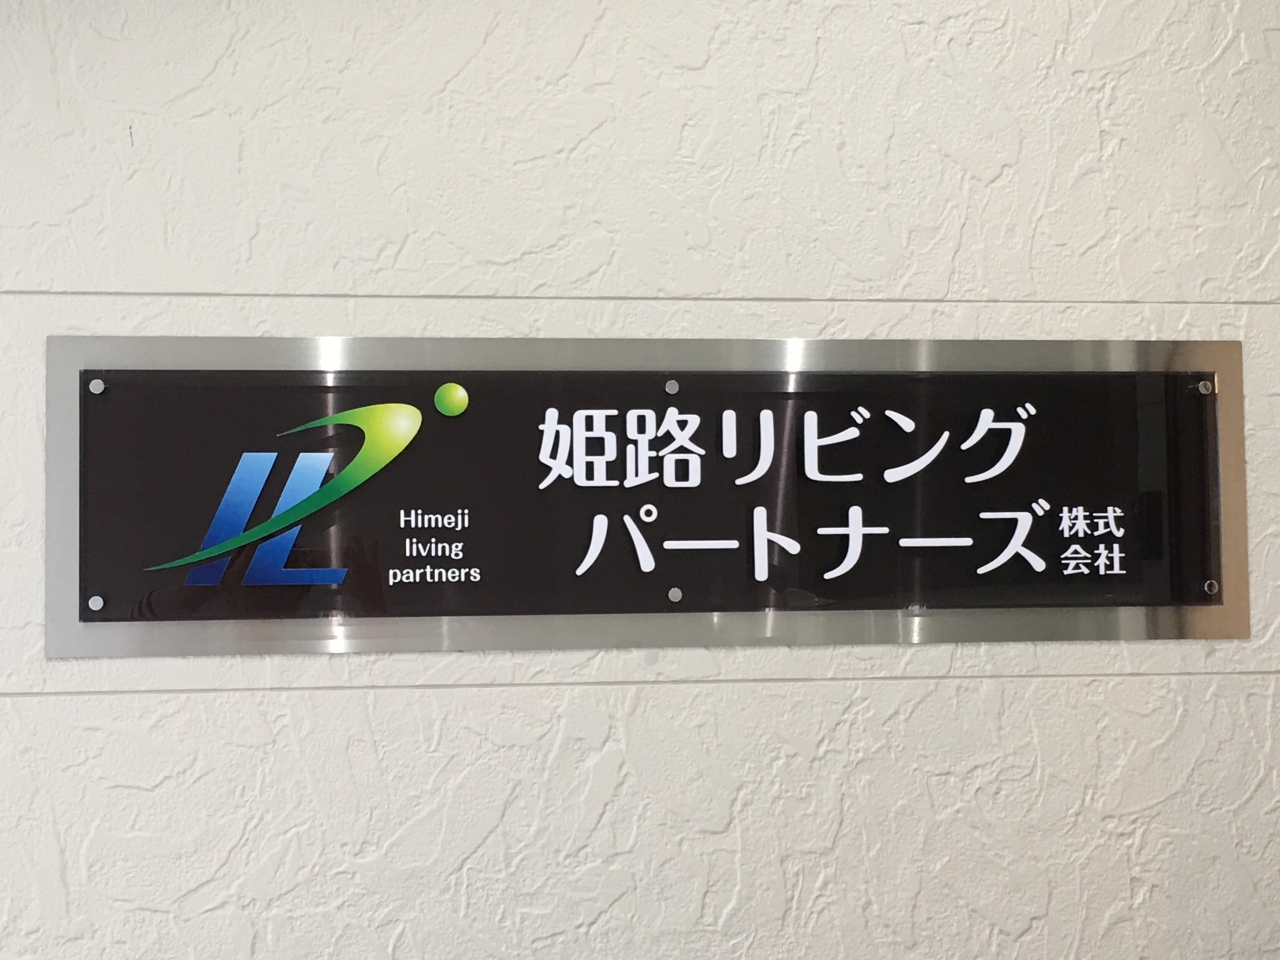 Himeji
living
partners
姫路リビング
パートナーズ
株式
会社